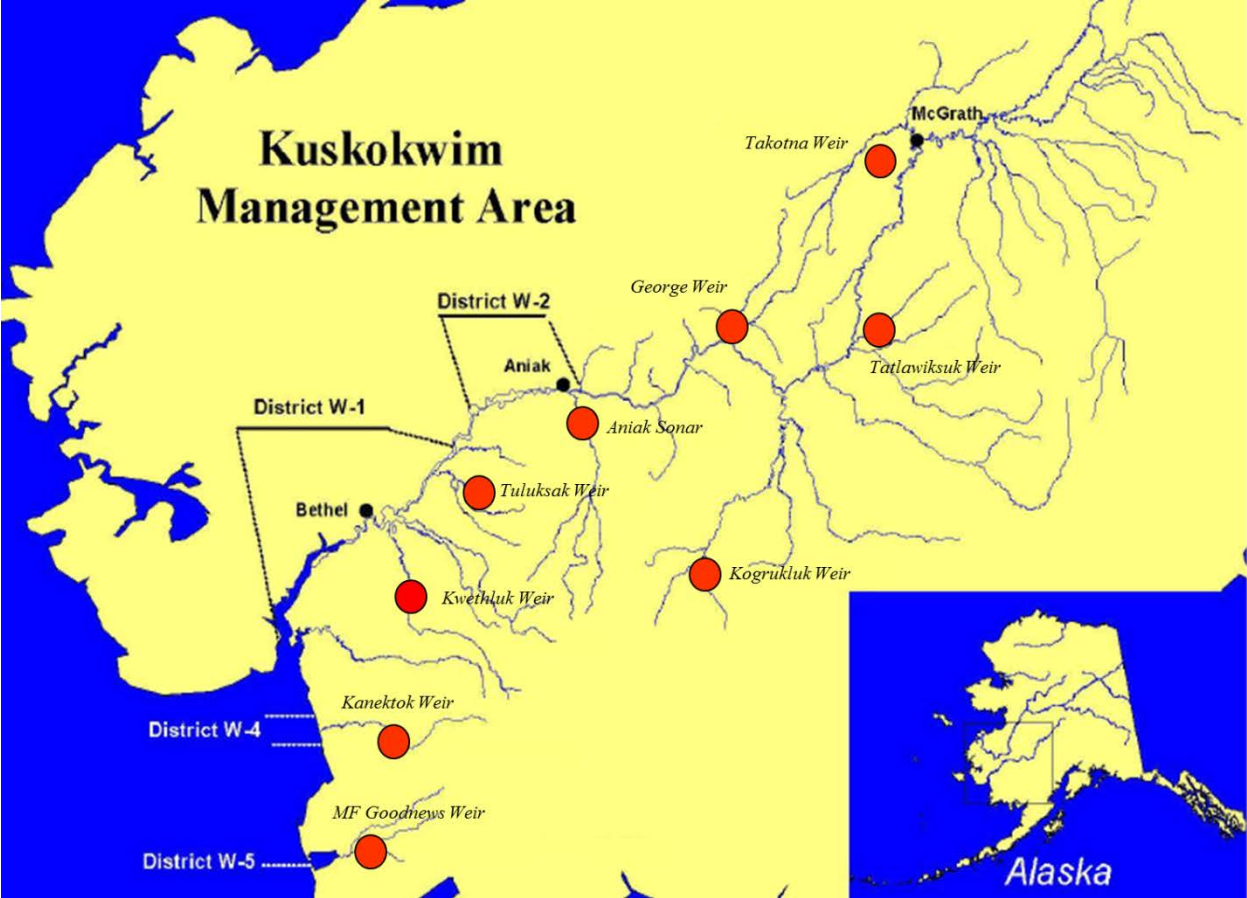 McGrath
Takotna Weir
Kuskokwim
Management Area
George Weir
District W-2
Aniak
Tatlawiksuk Weir
District W-1
Aniak Sonar
Tuluksak Weir
Bethel
Kogrukluk Weir
Kwethluk Weir
Kanektok Weir
District W-4
MF Goodnews Weir
District W-5
Alaska